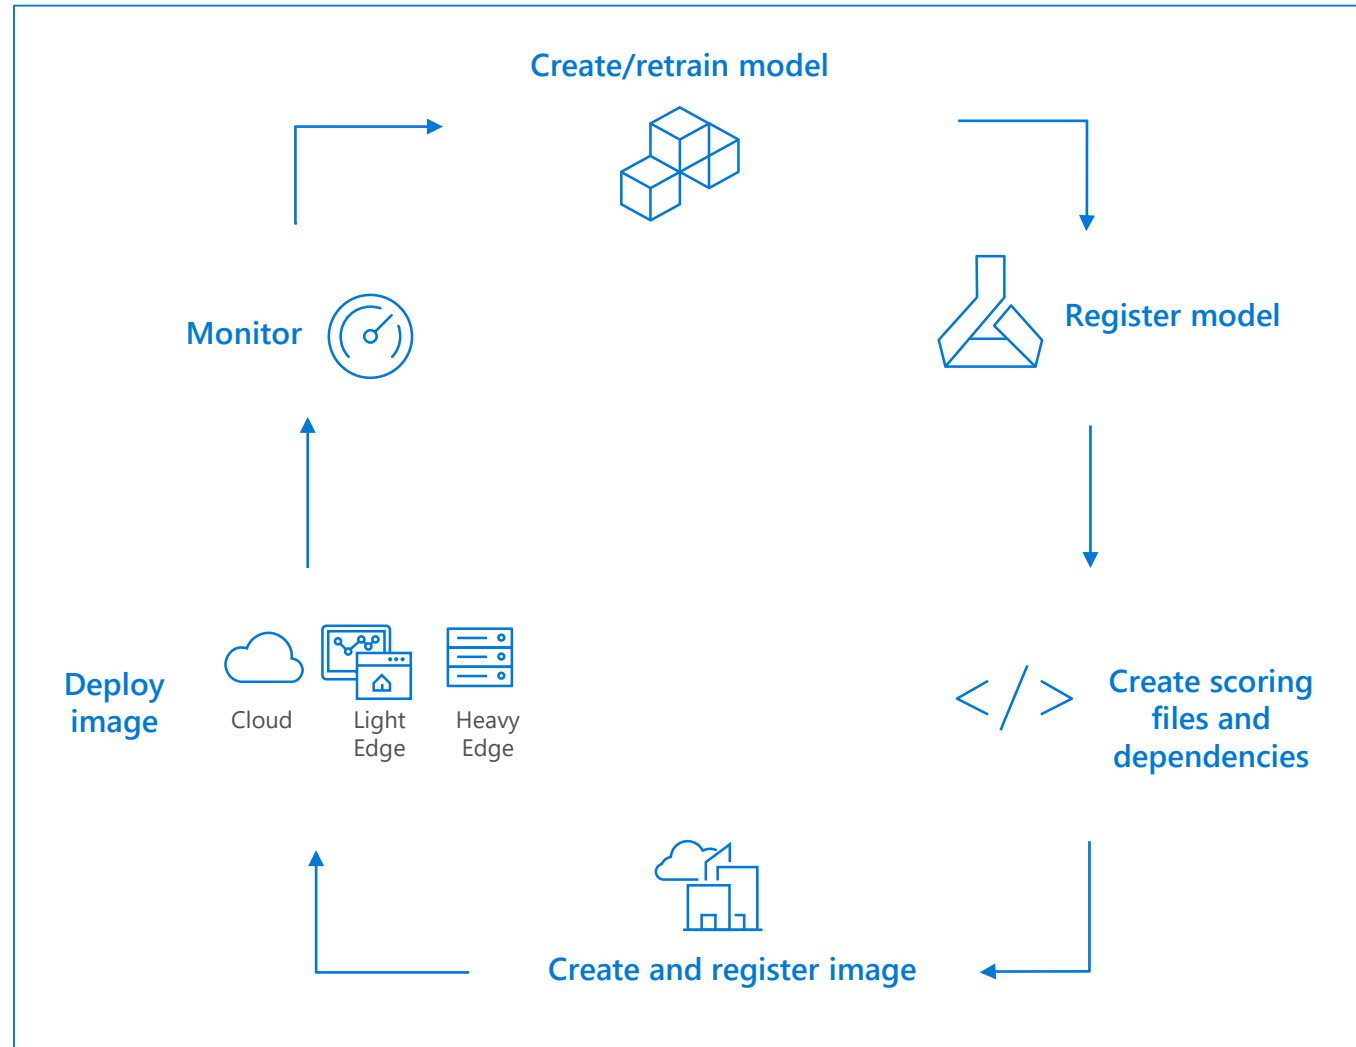 Create/retrain model
Register model
Monitor
Create scoring
files and
dependencies
Deploy
image
Cloud
Light
Edge
Heavy
Edge
Create and register image